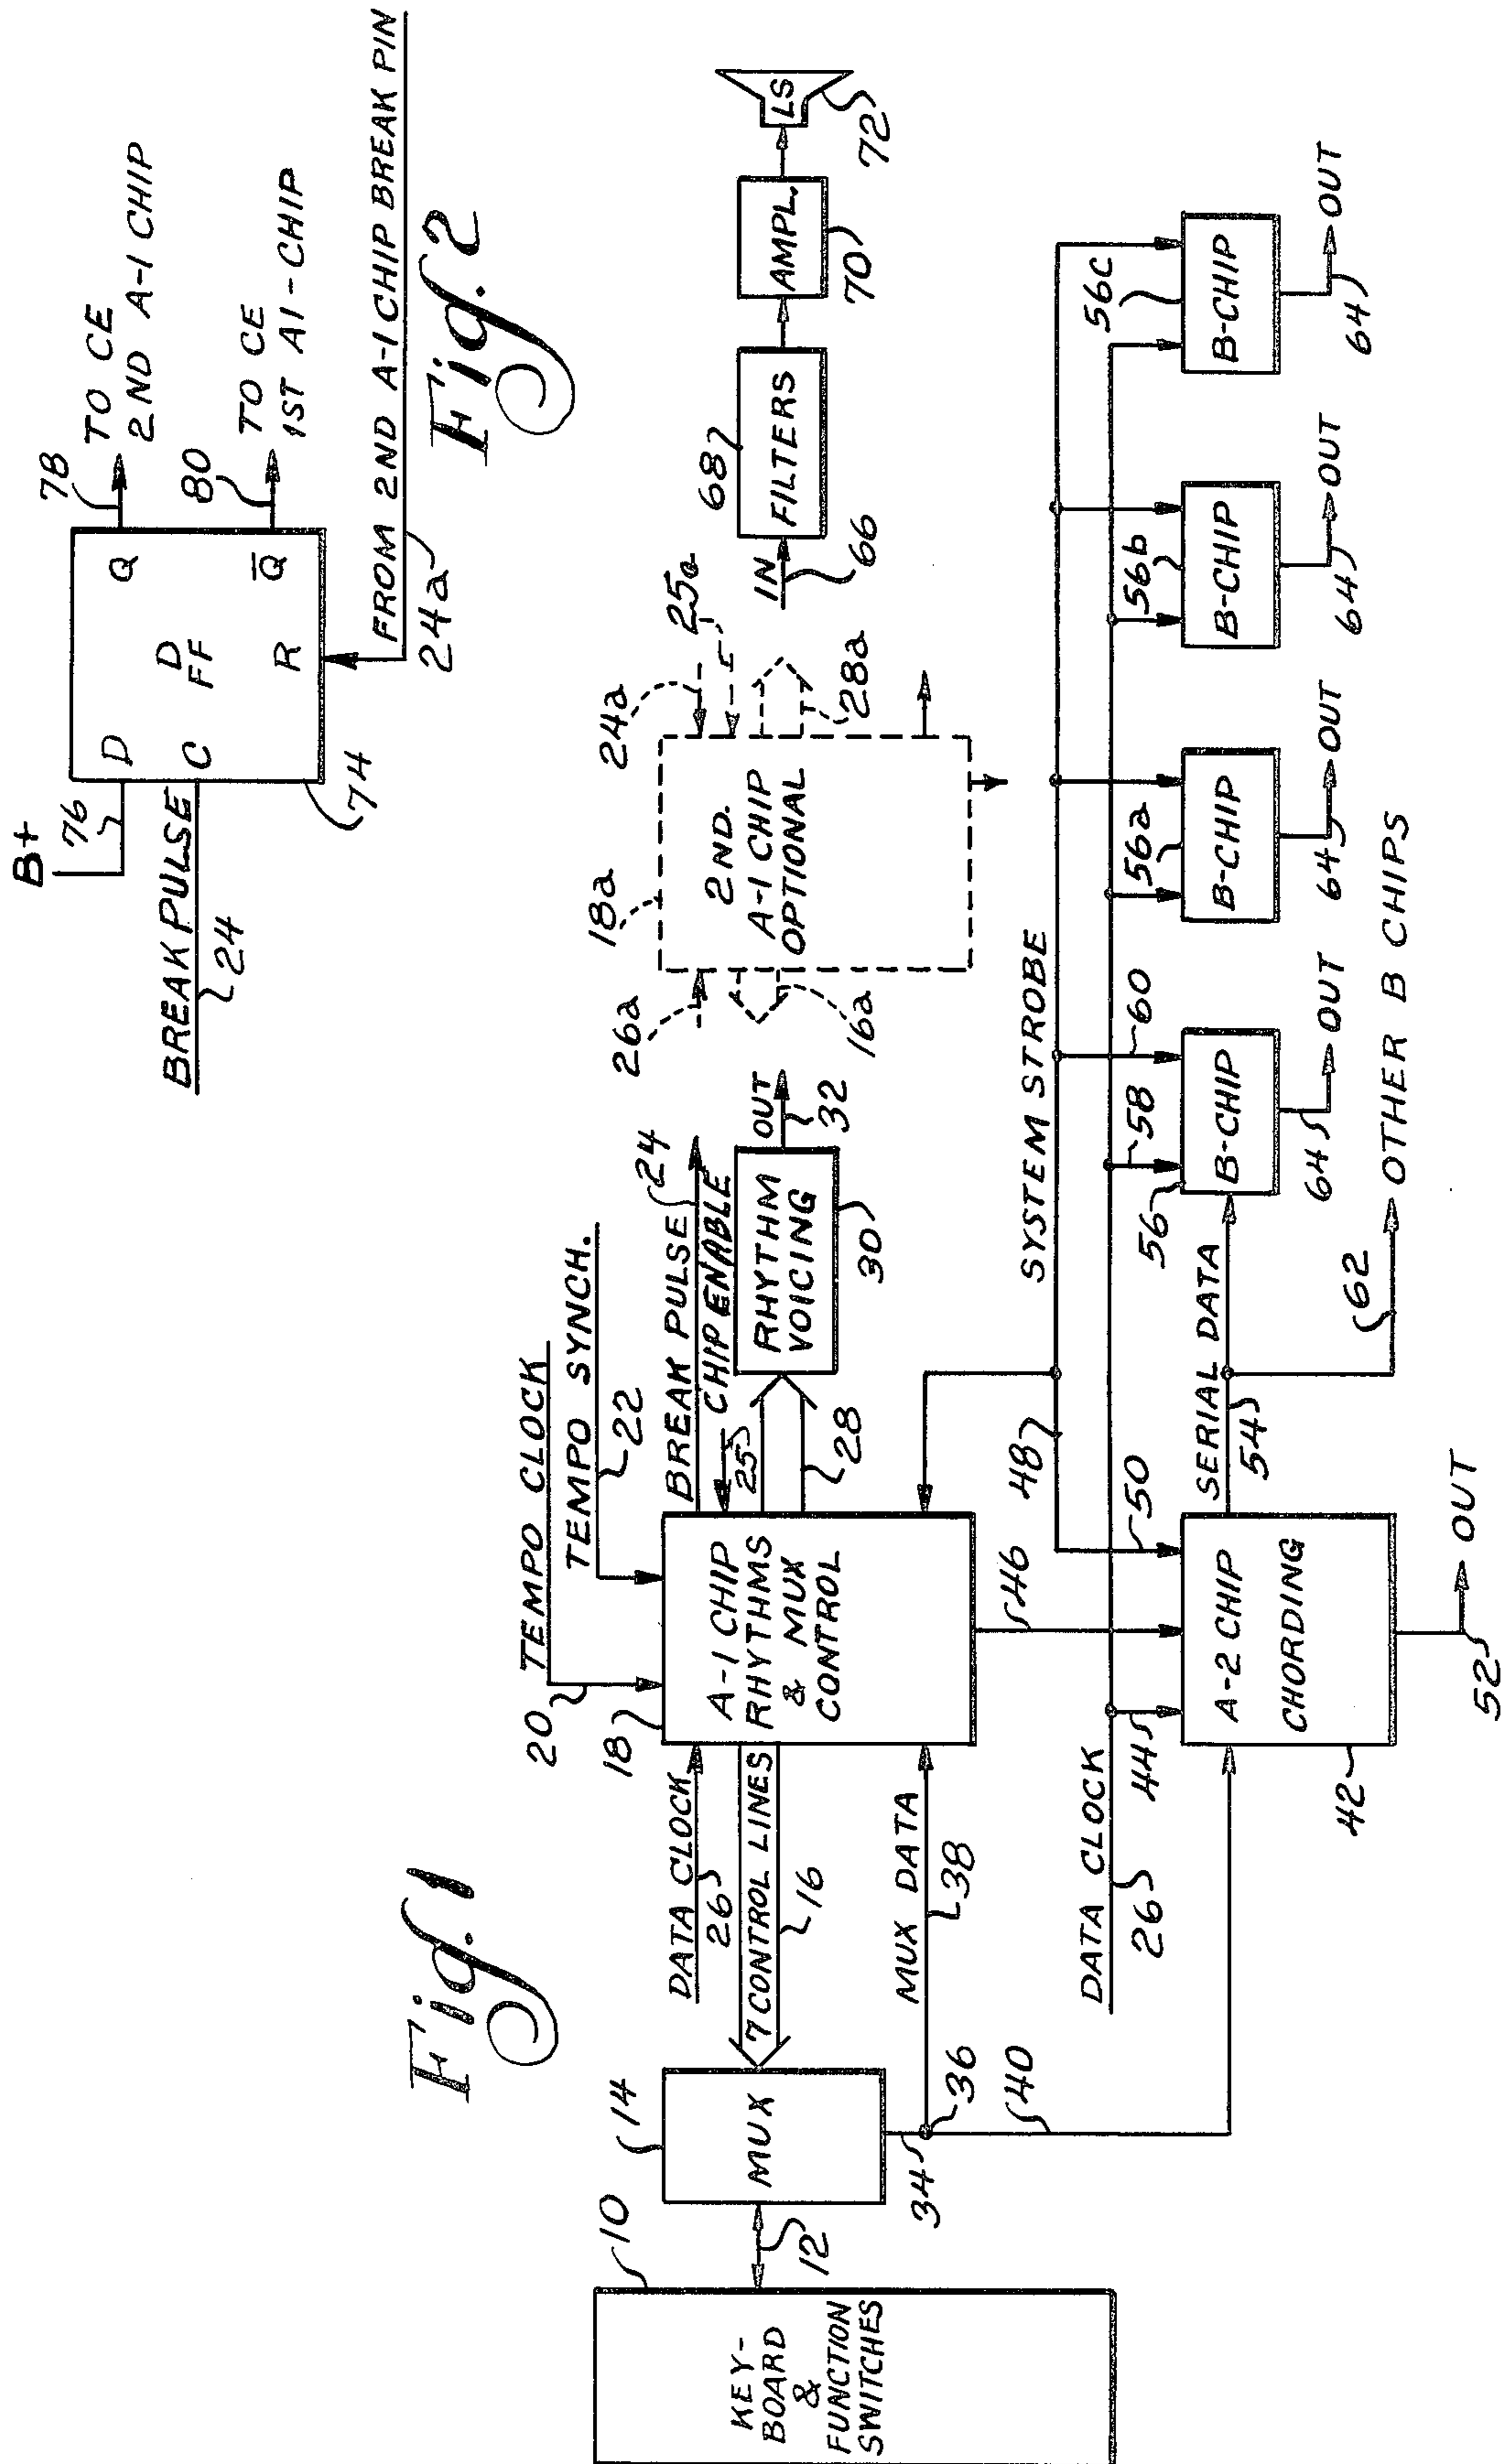 Fig. 1
KEY-
BOARD
&
FUNCTION
SWITCHES
10
12
MUX
14
34
36
40
DATA CLOCK
26
7 CONTROL LINES
16
MUX DATA
38
20
TEMPO CLOCK
TEMPO SYNCH.
22
18
A-1 CHIP
RHYTHMS
& MUX
CONTROL
BREAK PULSE
24
CHIP ENABLE
25
28
RHYTHM
VOICING
30
OUT
32
46
48
SYSTEM STROBE
DATA CLOCK
26
44
50
A-2 CHIP
CHORDING
42
OUT
52
SERIAL DATA
54
62
OTHER B CHIPS
56
58
60
B-CHIP
64
OUT
56a
B-CHIP
64
OUT
56b
B-CHIP
64
OUT
56c
B-CHIP
64
OUT
18a
26a
16a
2ND.
A-1 CHIP
OPTIONAL
24a
25a
28a
IN
66
68
FILTERS
AMPL.
70
LS
72
B+
76
BREAK PULSE
24
74
D
C
D
FF
Q
Q̅
R
78
TO CE
2ND A-1 CHIP
80
TO CE
1ST A1-CHIP
FROM 2ND A-1 CHIP BREAK PIN
24a
Fig. 2